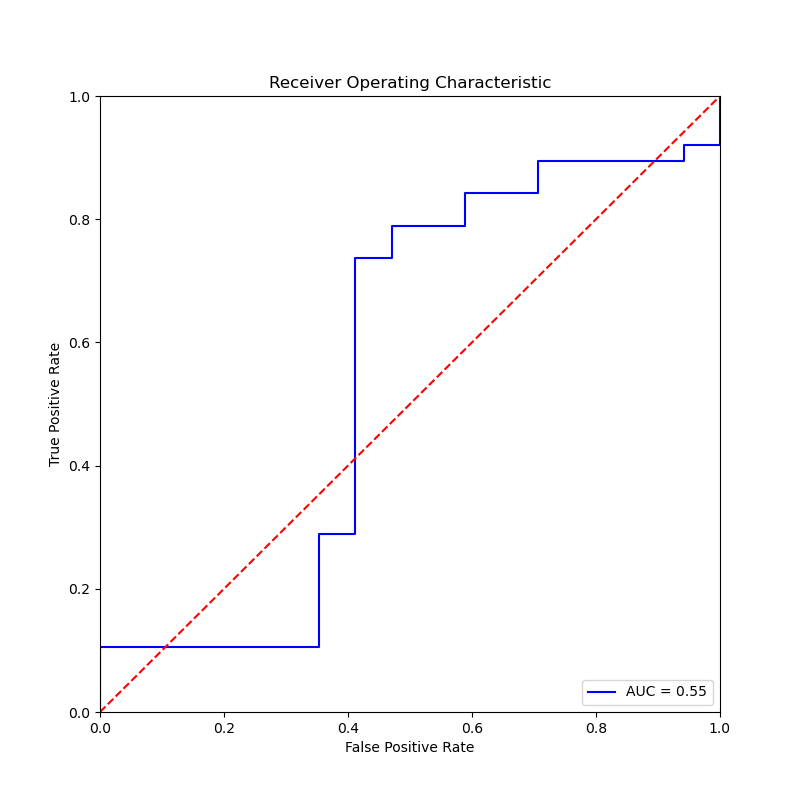 Receiver Operating Characteristic
1.0
0.8
0.6
0.4
0.2
0.0
True Positive Rate
AUC = 0.55
0.0 0.2 0.4 0.6 0.8 1.0
False Positive Rate